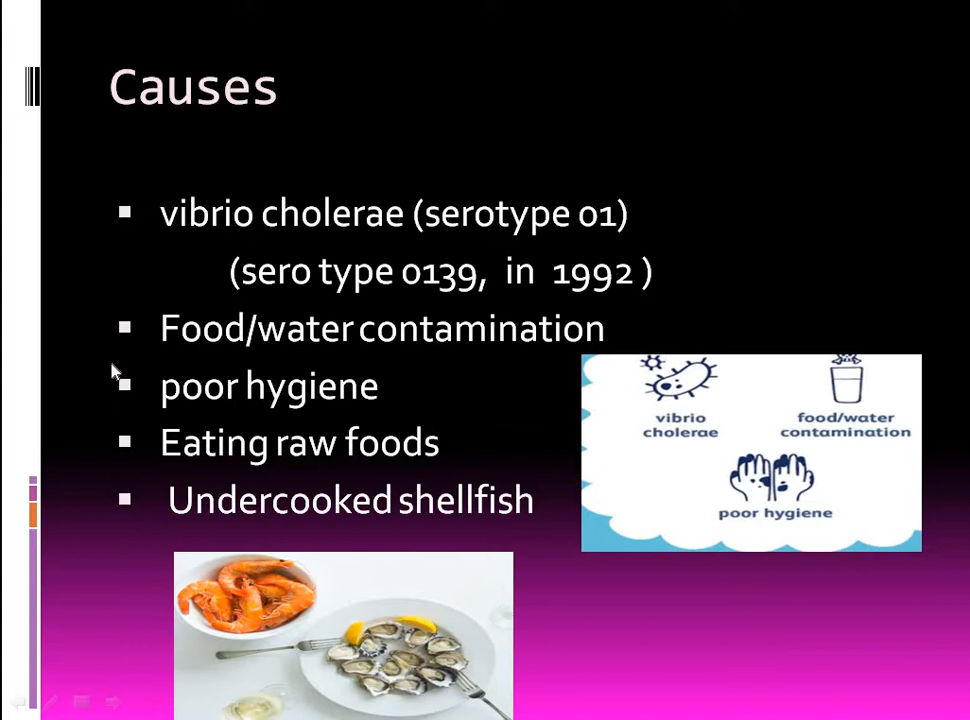 Causes
vibrio cholerae (serotype 01)
(sero type 0139, in 1992 )
Food/water contamination
poor hygiene
Eating raw foods
Undercooked shellfish
vibrio
cholerae
food/water
contamination
poor hygiene